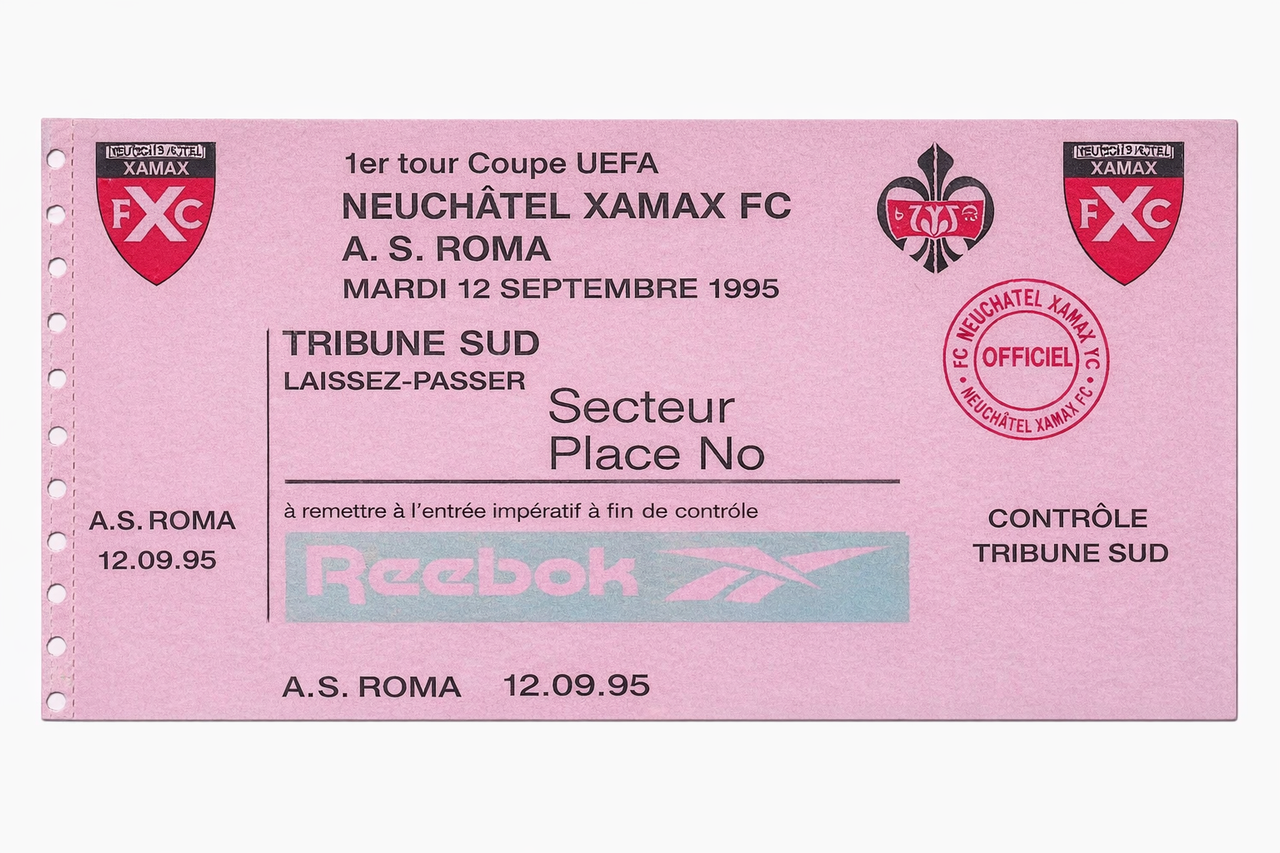 XAMAX
FXC
1er tour Coupe UEFA
NEUCHÂTEL XAMAX FC
A. S. ROMA
MARDI 12 SEPTEMBRE 1995
XAMAX
FXC
TRIBUNE SUD
LAISSEZ-PASSER
Secteur
Place No
FC NEUCHATEL XAMAX YC
OFFICIEL
NEUCHÂTEL XAMAX FC
à remettre à l'entrée impératif à fin de contrôle
A.S. ROMA
12.09.95
Reebok
CONTRÔLE
TRIBUNE SUD
A.S. ROMA 12.09.95